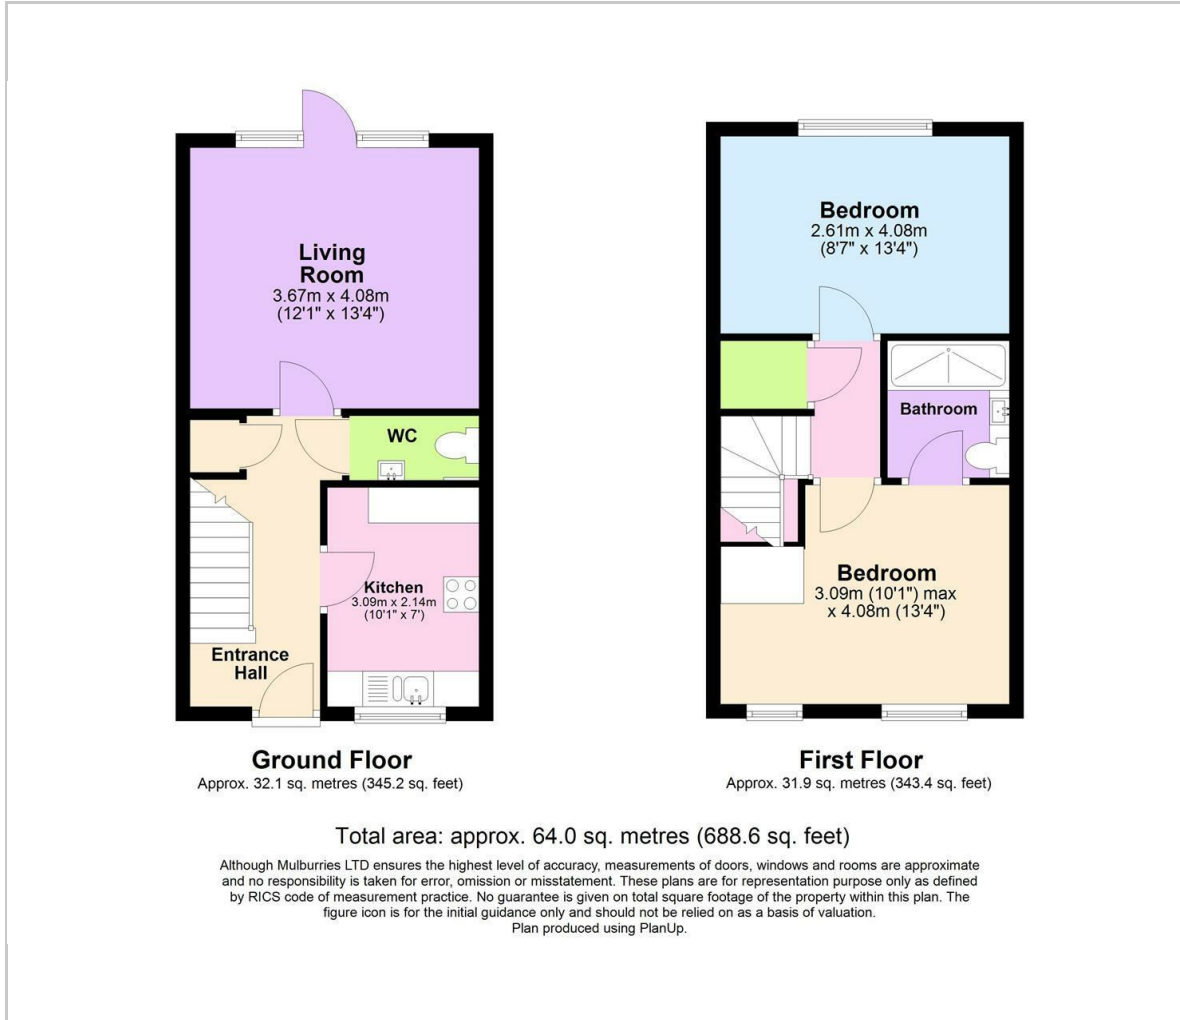 Living
Room
3.67m x 4.08m
(12'1" x 13'4")
WC
Kitchen
3.09m x 2.14m
(10'1" x 7')
Entrance
Hall
Ground Floor
Approx. 32.1 sq. metres (345.2 sq. feet)
Bedroom
2.61m x 4.08m
(8'7" x 13'4")
Bathroom
Bedroom
3.09m (10'1") max
x 4.08m (13'4")
First Floor
Approx. 31.9 sq. metres (343.4 sq. feet)
Total area: approx. 64.0 sq. metres (688.6 sq. feet)
Although Mulburries LTD ensures the highest level of accuracy, measurements of doors, windows and rooms are approximate
and no responsibility is taken for error, omission or misstatement. These plans are for representation purpose only as defined
by RICS code of measurement practice. No guarantee is given on total square footage of the property within this plan. The
figure icon is for the initial guidance only and should not be relied on as a basis of valuation.
Plan produced using PlanUp.